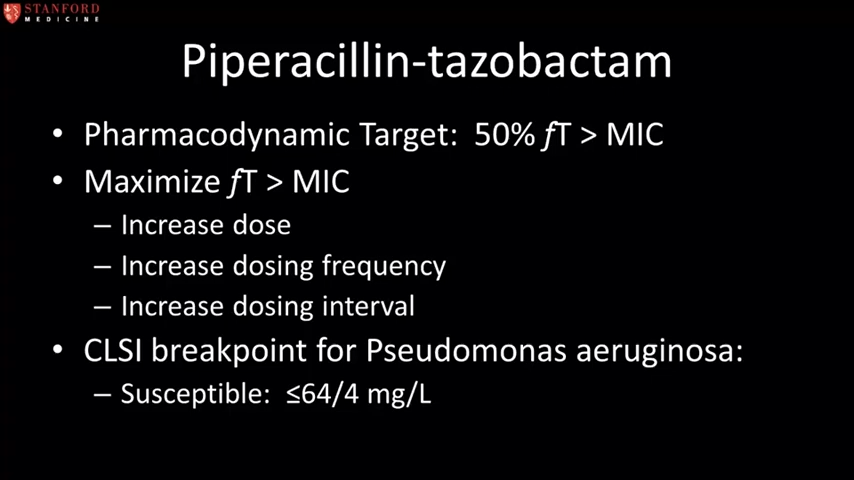 STANFORD
MEDICINE
Piperacillin-tazobactam
• Pharmacodynamic Target: 50% fT > MIC
• Maximize fT > MIC
– Increase dose
– Increase dosing frequency
– Increase dosing interval
• CLSI breakpoint for Pseudomonas aeruginosa:
– Susceptible: ≤64/4 mg/L